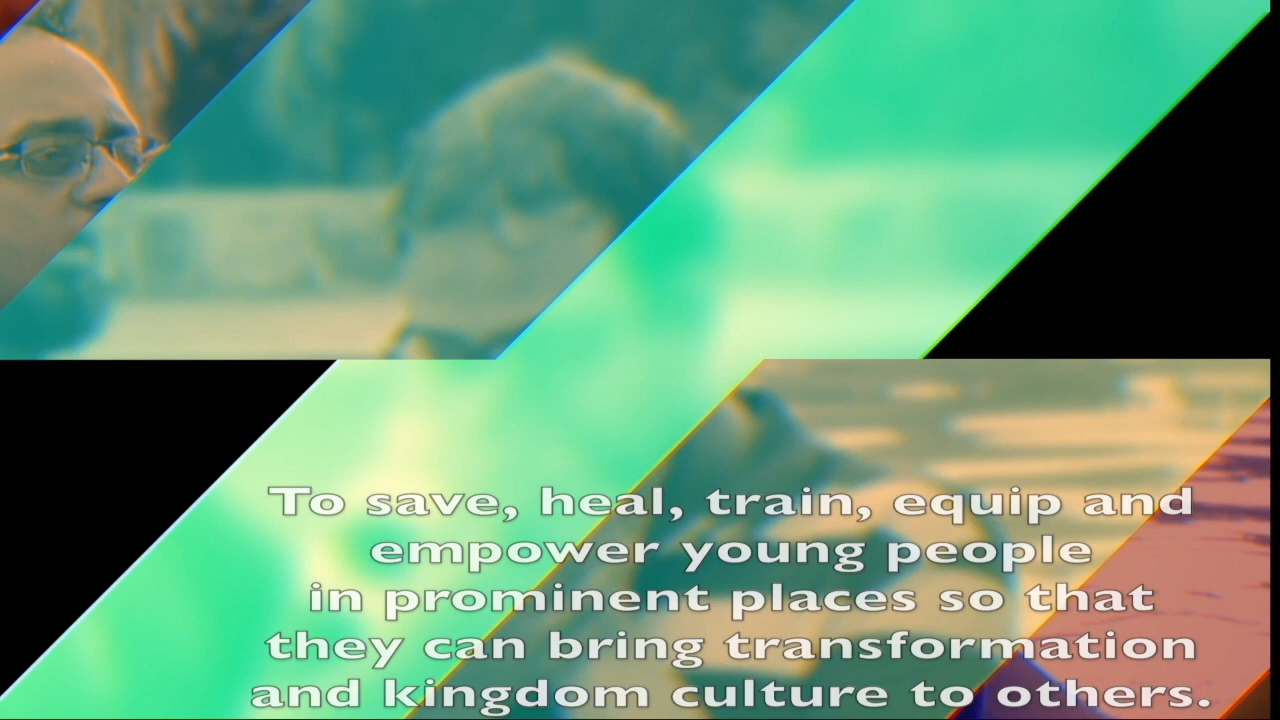 To save, heal, train, equip and
empower young people
in prominent places so that
they can bring transformation
and kingdom culture to others.